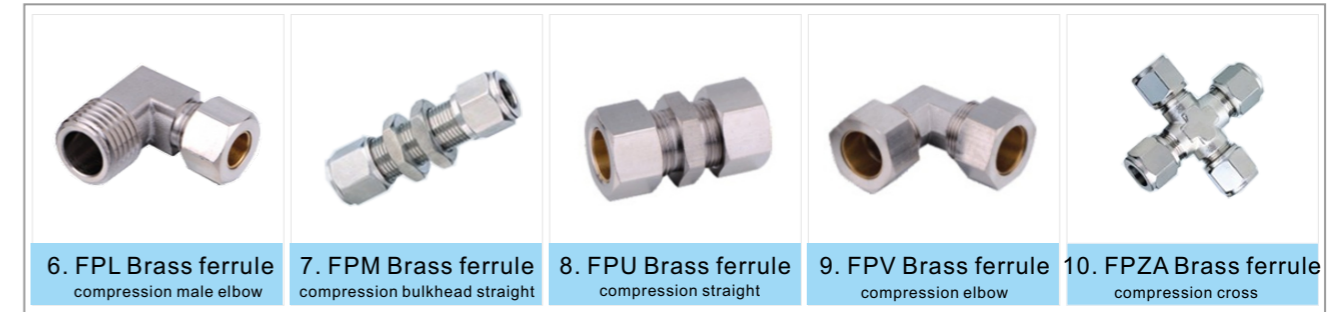 6. FPL Brass ferrule
compression male elbow
7. FPM Brass ferrule
compression bulkhead straight
8. FPU Brass ferrule
compression straight
9. FPV Brass ferrule
compression elbow
10. FPZA Brass ferrule
compression cross